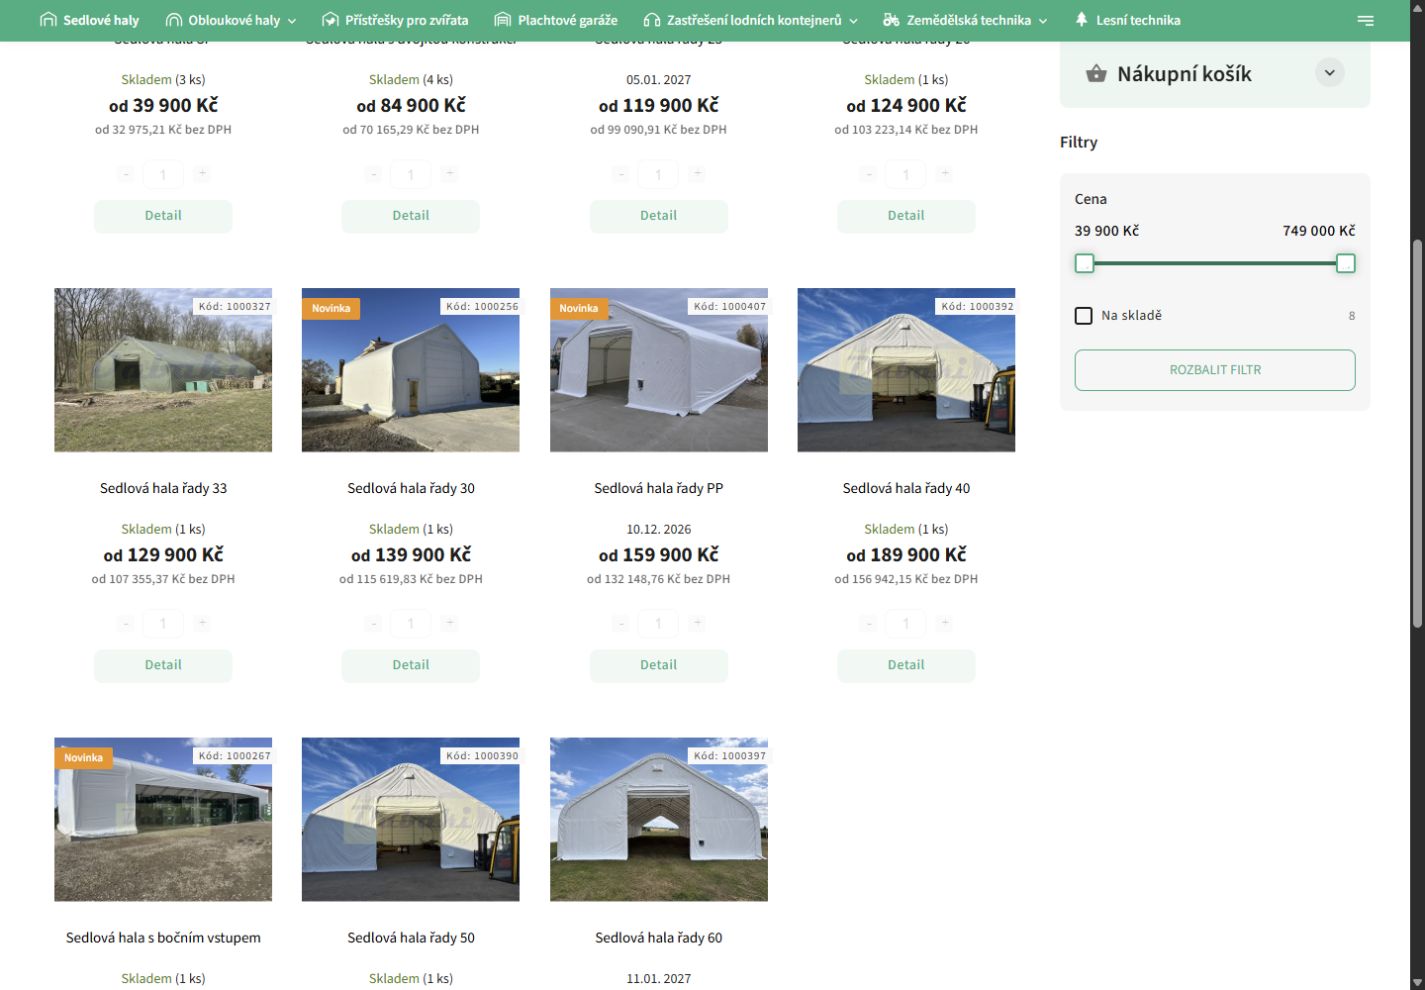 Sedlové haly
Obloukové haly
Přístřešky pro zvířata
Plachtové garáže
Zastřešení lodních kontejnerů
Zemědělská technika
Lesní technika
Skladem (3 ks)
od 39 900 Kč
od 32 975,21 Kč bez DPH
- 1 +
Detail
Skladem (4 ks)
od 84 900 Kč
od 70 165,29 Kč bez DPH
- 1 +
Detail
05.01. 2027
od 119 900 Kč
od 99 090,91 Kč bez DPH
- 1 +
Detail
Skladem (1 ks)
od 124 900 Kč
od 103 223,14 Kč bez DPH
- 1 +
Detail
Kód: 1000327
Sedlová hala řady 33
Skladem (1 ks)
od 129 900 Kč
od 107 355,37 Kč bez DPH
- 1 +
Detail
Novinka
Kód: 1000256
Sedlová hala řady 30
Skladem (1 ks)
od 139 900 Kč
od 115 619,83 Kč bez DPH
- 1 +
Detail
Novinka
Kód: 1000407
Sedlová hala řady PP
10.12. 2026
od 159 900 Kč
od 132 148,76 Kč bez DPH
- 1 +
Detail
Kód: 1000392
Sedlová hala řady 40
Skladem (1 ks)
od 189 900 Kč
od 156 942,15 Kč bez DPH
- 1 +
Detail
Novinka
Kód: 1000267
Sedlová hala s bočním vstupem
Skladem (1 ks)
Kód: 1000390
Sedlová hala řady 50
Skladem (1 ks)
Kód: 1000397
Sedlová hala řady 60
11.01. 2027
Nákupní košík
Filtry
Cena
39 900 Kč
749 000 Kč
Na skladě
8
ROZBALIT FILTR